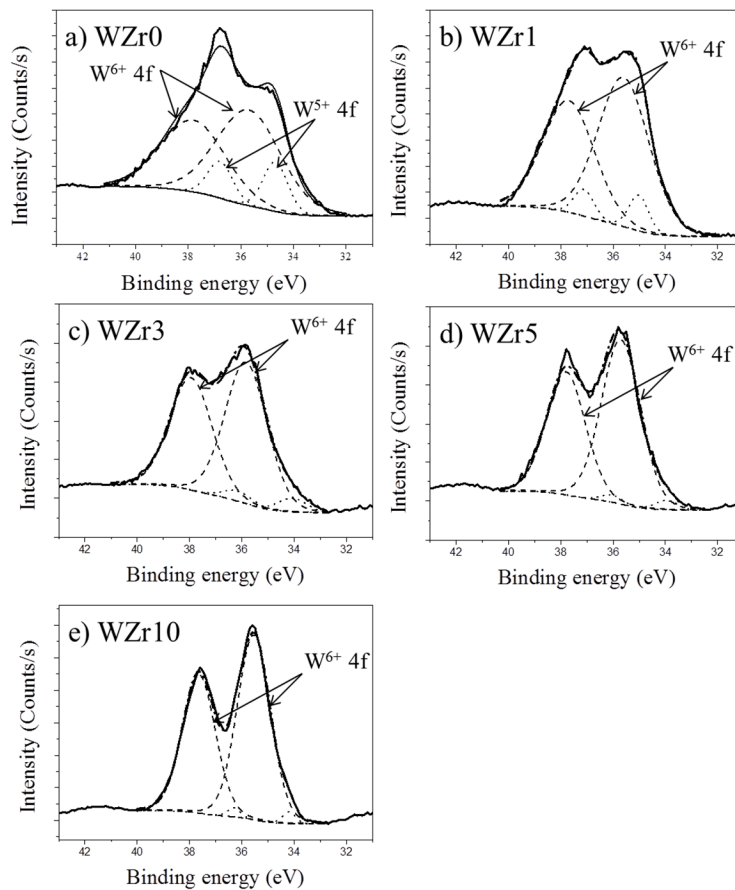 a) WZr0
W⁶⁺ 4f
W⁵⁺ 4f
Intensity (Counts/s)
42 40 38 36 34 32
Binding energy (eV)
b) WZr1
W⁶⁺ 4f
Intensity (Counts/s)
42 40 38 36 34 32
Binding energy (eV)
c) WZr3
W⁶⁺ 4f
Intensity (Counts/s)
42 40 38 36 34 32
Binding energy (eV)
d) WZr5
W⁶⁺ 4f
Intensity (Counts/s)
42 40 38 36 34 32
Binding energy (eV)
e) WZr10
W⁶⁺ 4f
Intensity (Counts/s)
42 40 38 36 34 32
Binding energy (eV)